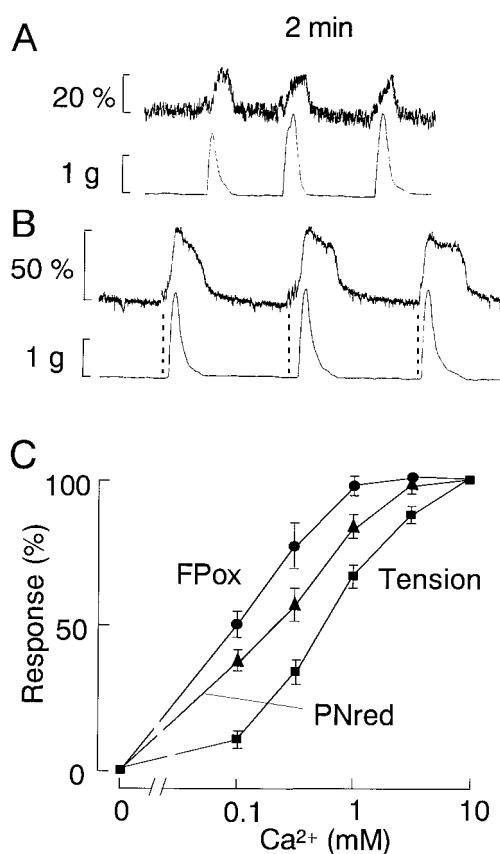 A
2 min
20 %
1 g
B
50 %
1 g
C
100
50
0
Response (%)
FPox
Tension
PNred
0
0.1
1
10
Ca²⁺ (mM)